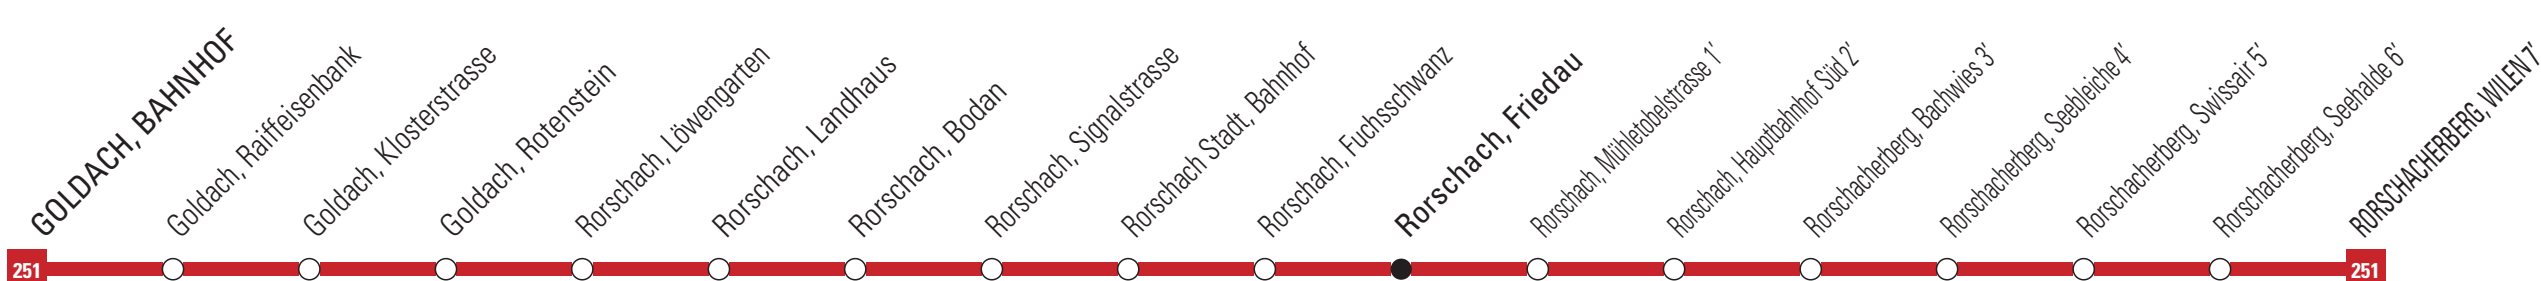 GOLDACH, BAHNHOF
Goldach, Raiffeisenbank
Goldach, Klosterstrasse
Goldach, Rotenstein
Rorschach, Löwengarten
Rorschach, Landhaus
Rorschach, Bodan
Rorschach, Signalstrasse
Rorschach Stadt, Bahnhof
Rorschach, Fuchsschwanz
Rorschach, Friedau
Rorschach, Mühletobelstrasse 1'
Rorschach, Hauptbahnhof Süd 2'
Rorschacherberg, Bachwies 3'
Rorschacherberg, Seebleiche 4'
Rorschacherberg, Swissair 5'
Rorschacherberg, Seehalde 6'
RORSCHACHERBERG, WILEN 7'
251
251